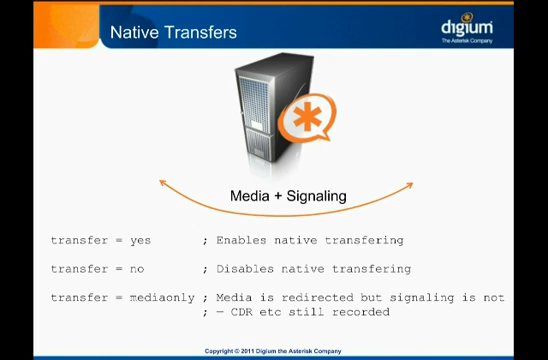 Native Transfers
digium
The Asterisk Company
Media + Signaling
transfer = yes ; Enables native transfering
transfer = no ; Disables native transfering
transfer = mediaonly ; Media is redirected but signaling is not
; — CDR etc still recorded
Copyright © 2011 Digium the Asterisk Company